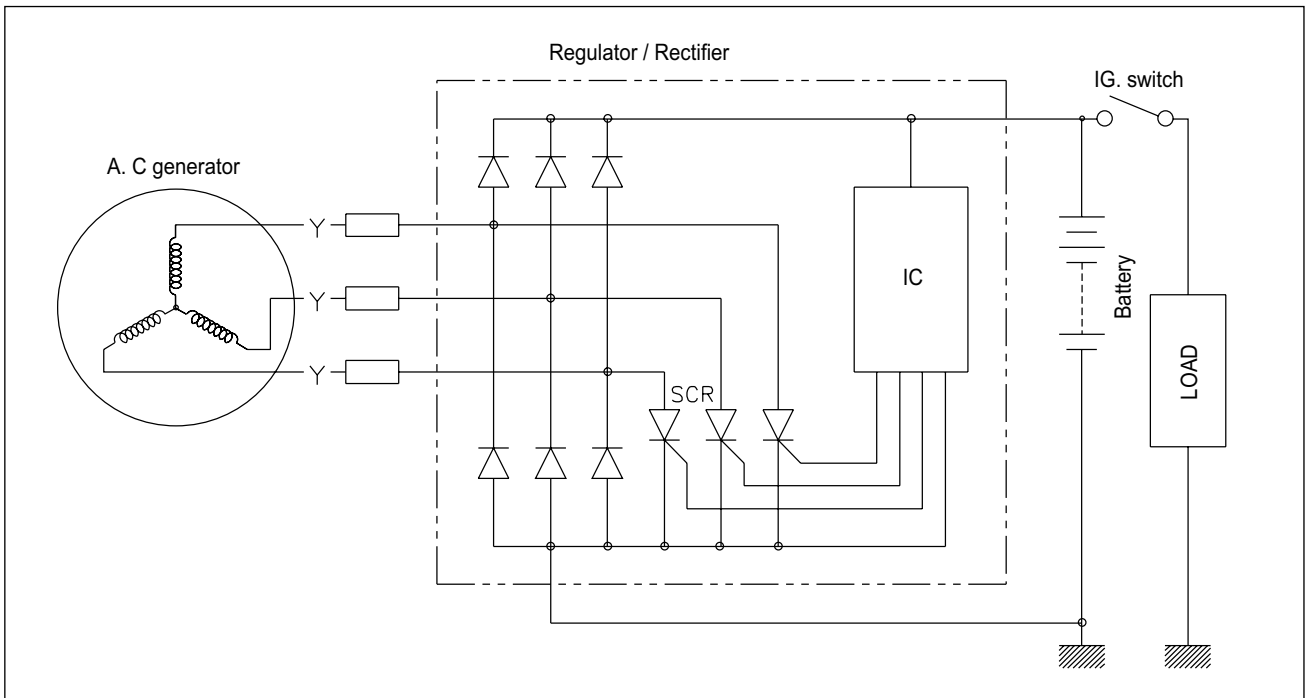 Regulator / Rectifier
IG. switch
A. C generator
Y
Y
Y
IC
SCR
Battery
LOAD